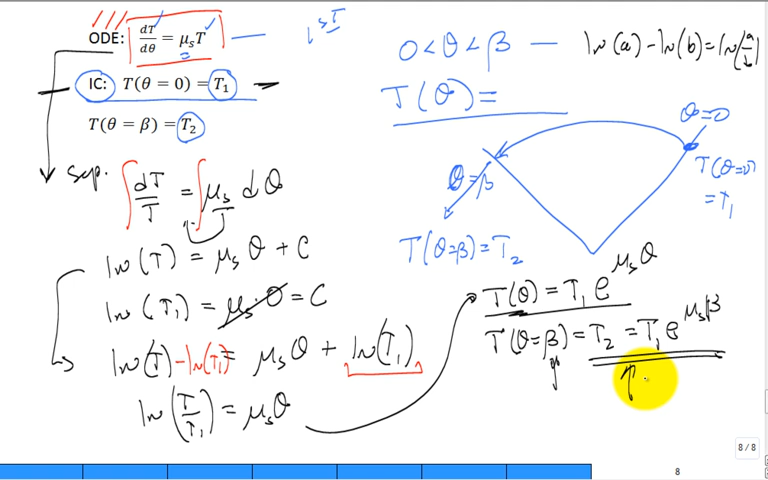 ODE: dT/dθ = μₛT
IC: T(θ = 0) = T₁
T(θ = β) = T₂
0 < θ < β — ln(a) - ln(b) = ln(a/b)
T(θ) =
θ=0
T(θ=0) = T₁
θ=β
T(θ=β) = T₂
sep. ∫ dT/T = ∫ μₛ dθ
ln(T) = μₛ θ + C
ln(T₁) = μₛ · 0 = C
ln(T) - ln(T₁) = μₛ θ + ln(T₁)
ln(T/T₁) = μₛ θ
T(θ) = T₁ e^{μₛ θ}
T(θ=β) = T₂ = T₁ e^{μₛ β}
8 / 8
8